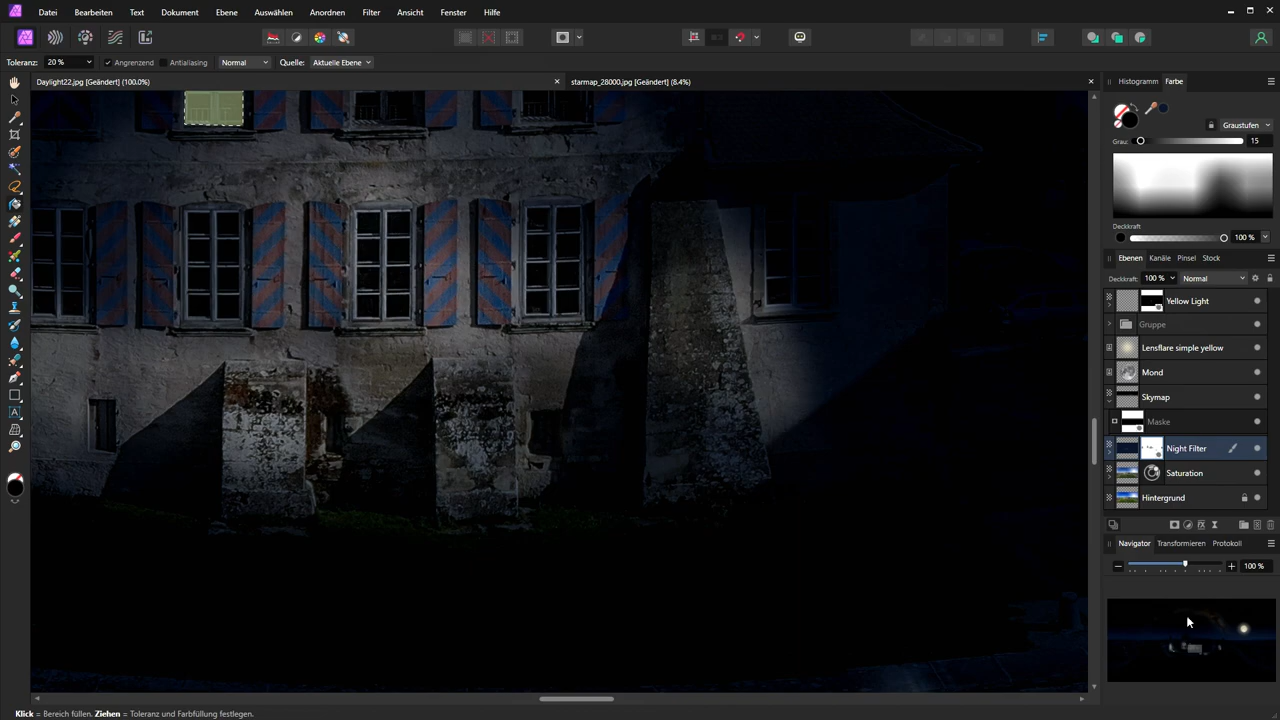 Datei Bearbeiten Text Dokument Ebene Auswählen Anordnen Filter Ansicht Fenster Hilfe
Toleranz: 20 % Angrenzend Antialiasing Normal Quelle: Aktuelle Ebene
Daylight22.jpg [Geändert] (100.0%) starmap_28000.jpg [Geändert] (8.4%)
Histogramm Farbe
Graustufen
Grau: 15
Deckkraft
100 %
Ebenen Kanäle Pinsel Stock
Deckkraft: 100 % Normal
Yellow Light
Gruppe
Lensflare simple yellow
Mond
Skymap
Maske
Night Filter
Saturation
Hintergrund
Navigator Transformieren Protokoll
100 %
Klick = Bereich füllen. Ziehen = Toleranz und Farbfüllung festlegen.